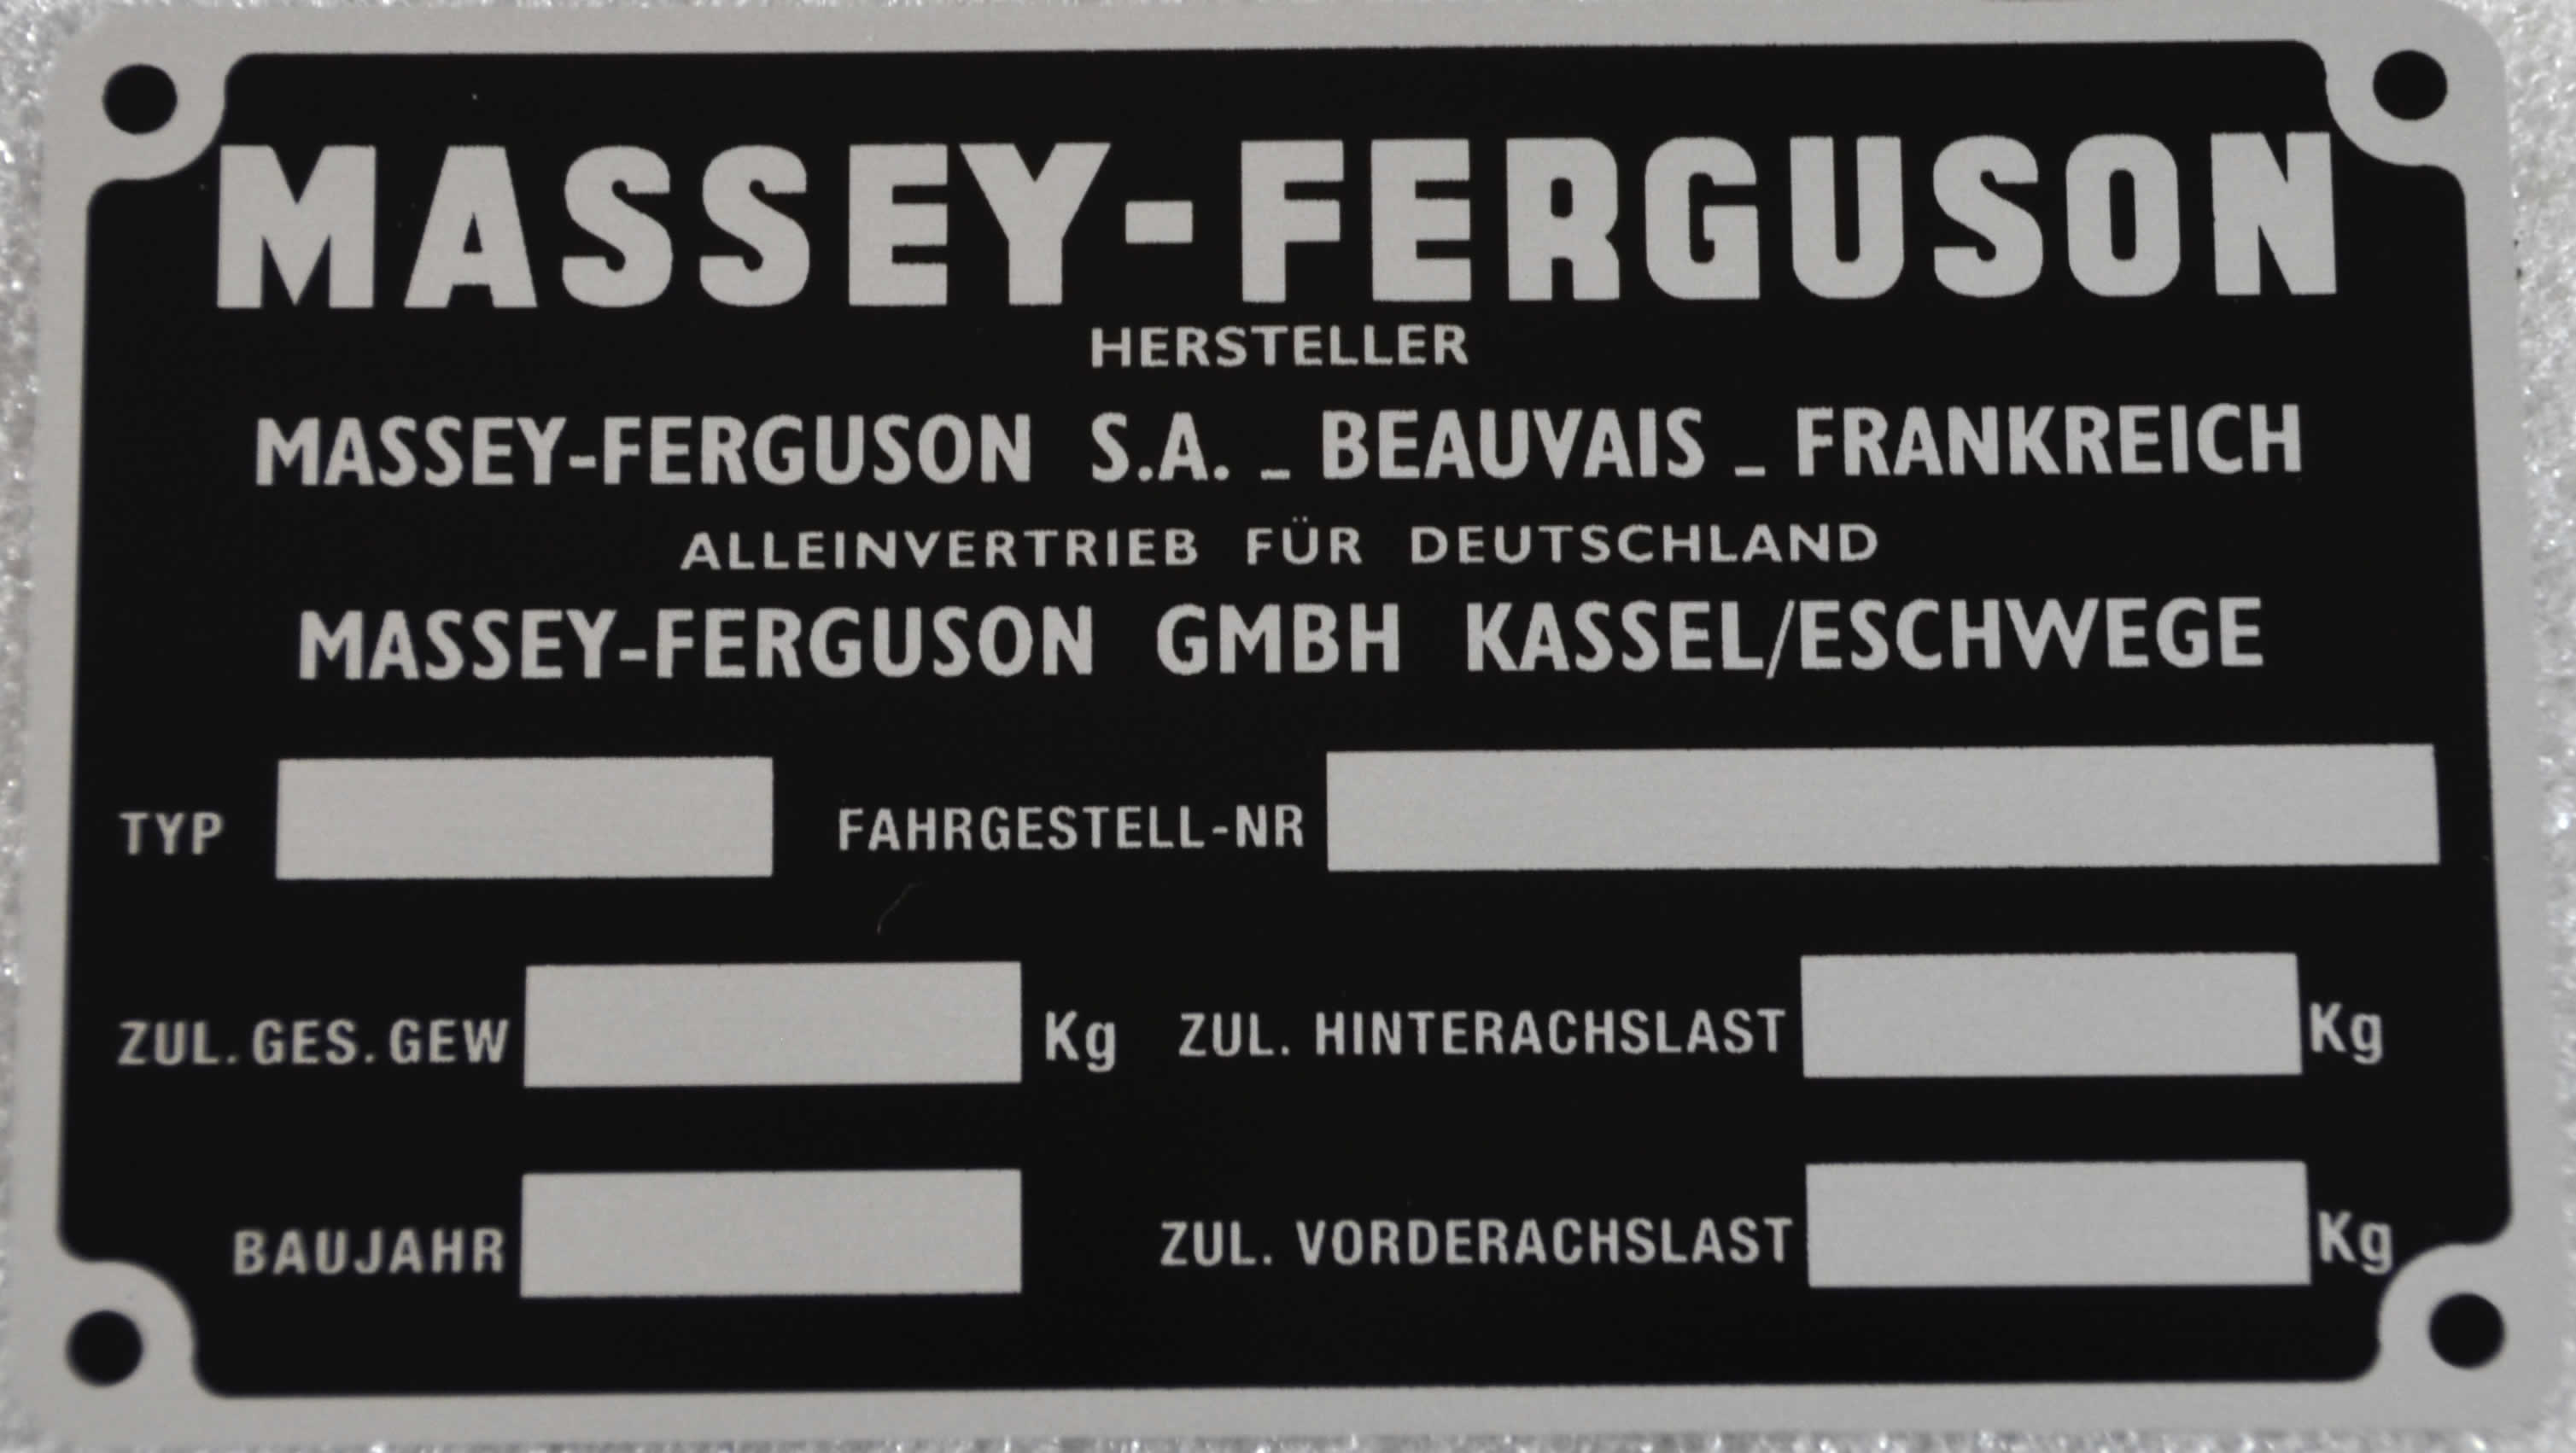 MASSEY-FERGUSON
HERSTELLER
MASSEY-FERGUSON S.A. _ BEAUVAIS _ FRANKREICH
ALLEINVERTRIEB FÜR DEUTSCHLAND
MASSEY-FERGUSON GMBH KASSEL/ESCHWEGE
TYP FAHRGESTELL-NR
ZUL. GES. GEW Kg ZUL. HINTERACHSLAST Kg
BAUJAHR ZUL. VORDERACHSLAST Kg